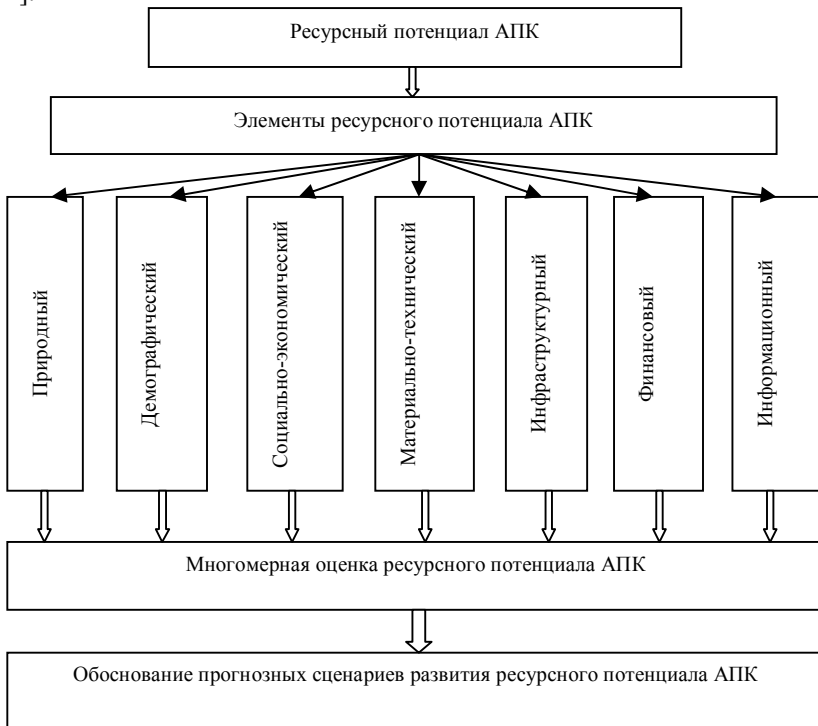 ].
Ресурсный потенциал АПК
Элементы ресурсного потенциала АПК
Природный
Демографический
Социально-экономический
Материально-технический
Инфраструктурный
Финансовый
Информационный
Многомерная оценка ресурсного потенциала АПК
Обоснование прогнозных сценариев развития ресурсного потенциала АПК